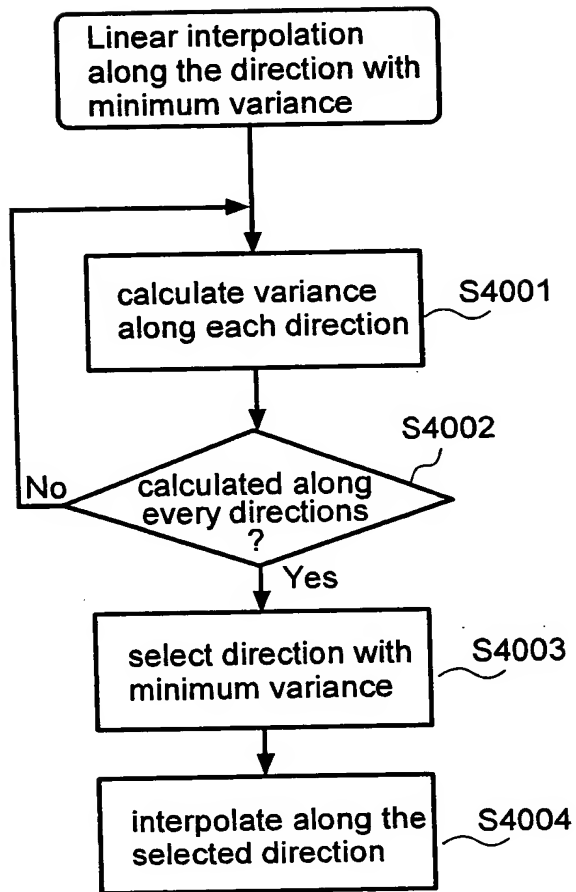 Linear interpolation
along the direction with
minimum variance
calculate variance
along each direction
S4001
S4002
No
calculated along
every directions
?
Yes
select direction with
minimum variance
S4003
interpolate along the
selected direction
S4004